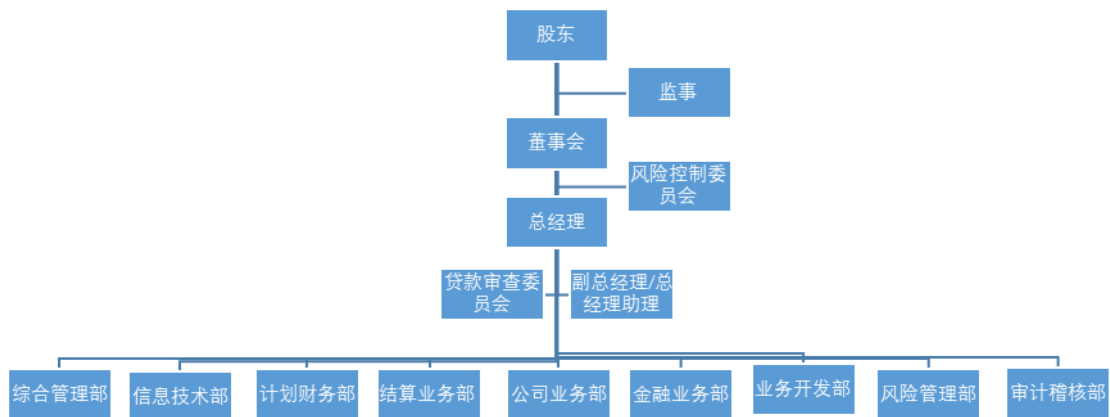 股东
监事
董事会
风险控制委
员会
总经理
贷款审查委
员会
副总经理/总
经理助理
综合管理部
信息技术部
计划财务部
结算业务部
公司业务部
金融业务部
业务开发部
风险管理部
审计稽核部